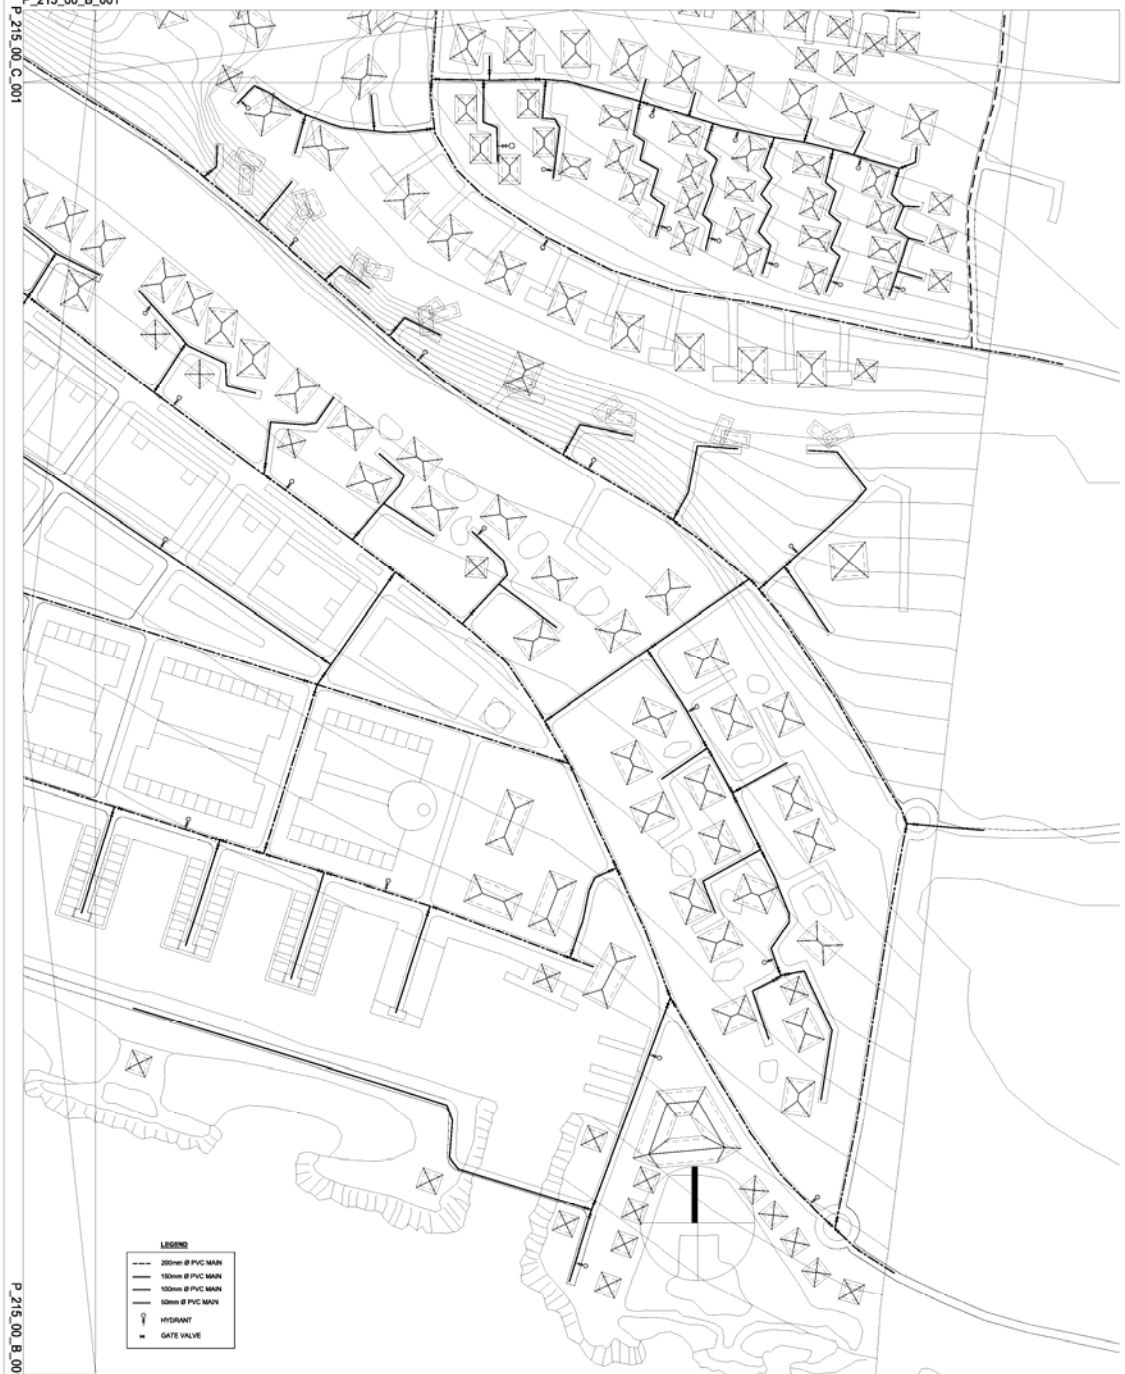 P_215_00_B_001
P_215_00_C_001
LEGEND
200mm Ø PVC MAIN
150mm Ø PVC MAIN
100mm Ø PVC MAIN
50mm Ø PVC MAIN
HYDRANT
GATE VALVE
P_215_00_B_00